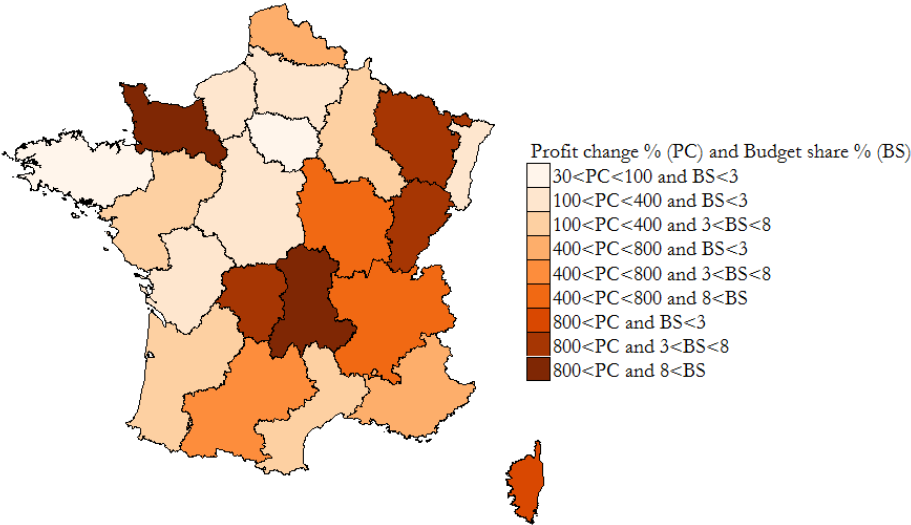 Profit change % (PC) and Budget share % (BS)
30<PC<100 and BS<3
100<PC<400 and BS<3
100<PC<400 and 3<BS<8
400<PC<800 and BS<3
400<PC<800 and 3<BS<8
400<PC<800 and 8<BS
800<PC and BS<3
800<PC and 3<BS<8
800<PC and 8<BS